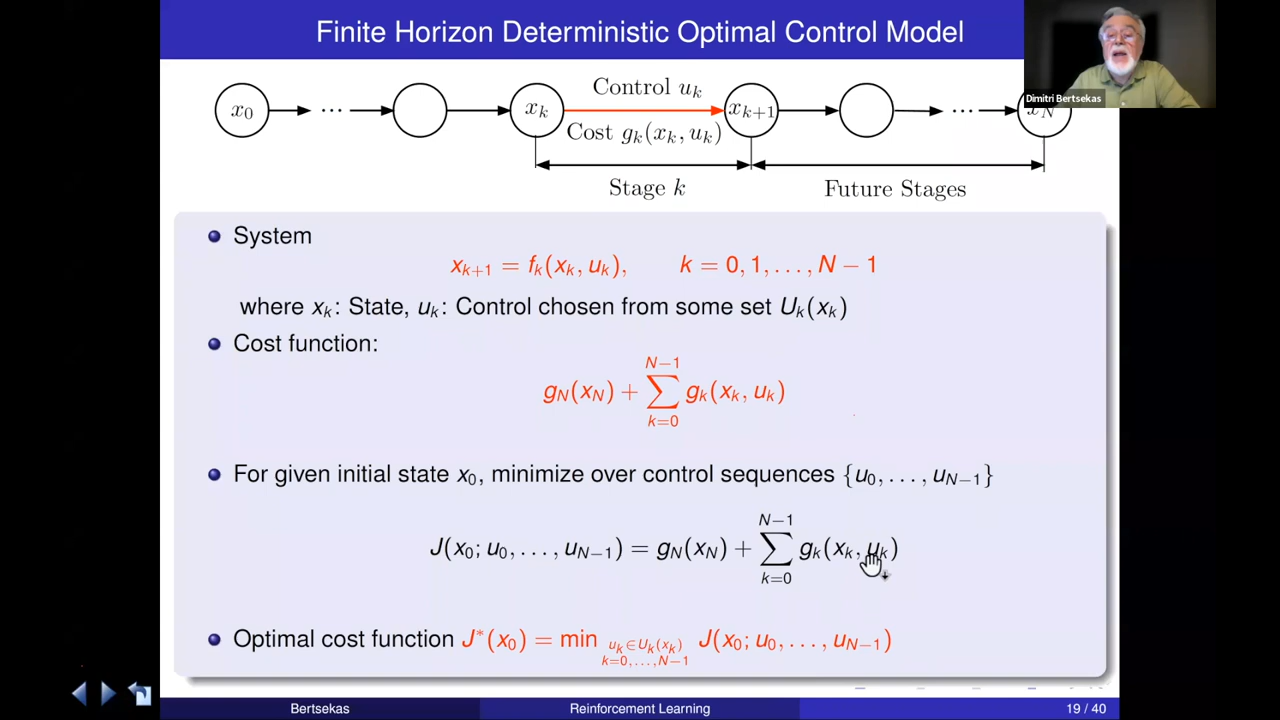 Finite Horizon Deterministic Optimal Control Model
Dimitri Bertsekas
x_0 ... x_k Control u_k x_{k+1} ... x_N
Cost g_k(x_k, u_k)
Stage k Future Stages
System
x_{k+1} = f_k(x_k, u_k), k = 0, 1, . . . , N − 1
where x_k: State, u_k: Control chosen from some set U_k(x_k)
Cost function:
g_N(x_N) + ∑_{k=0}^{N−1} g_k(x_k, u_k)
For given initial state x_0, minimize over control sequences {u_0, . . . , u_{N−1}}
J(x_0; u_0, . . . , u_{N−1}) = g_N(x_N) + ∑_{k=0}^{N−1} g_k(x_k, u_k)
Optimal cost function J*(x_0) = min_{u_k∈U_k(x_k), k=0,...,N−1} J(x_0; u_0, . . . , u_{N−1})
Bertsekas Reinforcement Learning 19 / 40